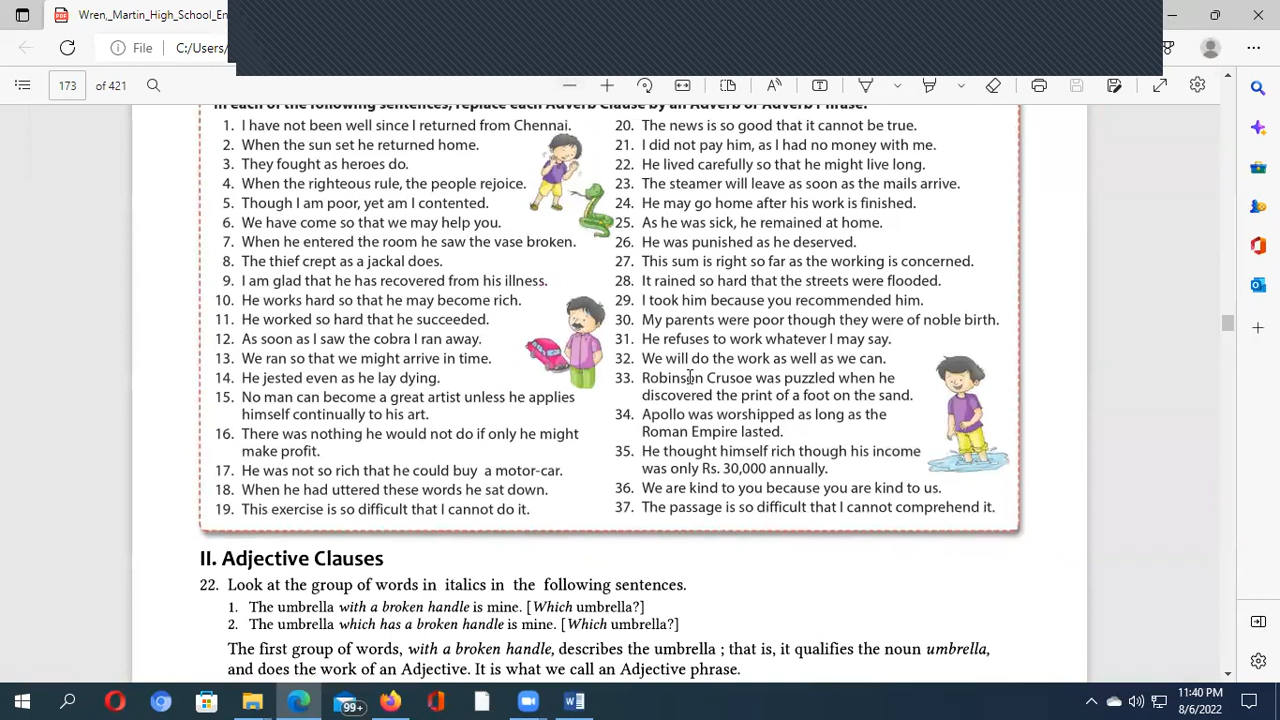 Newsm
File
C:/Users/
173
of 421
In each of the following sentences, replace each Adverb Clause by an Adverb or Adverb Phrase:
1. I have not been well since I returned from Chennai.
2. When the sun set he returned home.
3. They fought as heroes do.
4. When the righteous rule, the people rejoice.
5. Though I am poor, yet am I contented.
6. We have come so that we may help you.
7. When he entered the room he saw the vase broken.
8. The thief crept as a jackal does.
9. I am glad that he has recovered from his illness.
10. He works hard so that he may become rich.
11. He worked so hard that he succeeded.
12. As soon as I saw the cobra I ran away.
13. We ran so that we might arrive in time.
14. He jested even as he lay dying.
15. No man can become a great artist unless he applies
himself continually to his art.
16. There was nothing he would not do if only he might
make profit.
17. He was not so rich that he could buy a motor-car.
18. When he had uttered these words he sat down.
19. This exercise is so difficult that I cannot do it.
20. The news is so good that it cannot be true.
21. I did not pay him, as I had no money with me.
22. He lived carefully so that he might live long.
23. The steamer will leave as soon as the mails arrive.
24. He may go home after his work is finished.
25. As he was sick, he remained at home.
26. He was punished as he deserved.
27. This sum is right so far as the working is concerned.
28. It rained so hard that the streets were flooded.
29. I took him because you recommended him.
30. My parents were poor though they were of noble birth.
31. He refuses to work whatever I may say.
32. We will do the work as well as we can.
33. Robinson Crusoe was puzzled when he
discovered the print of a foot on the sand.
34. Apollo was worshipped as long as the
Roman Empire lasted.
35. He thought himself rich though his income
was only Rs. 30,000 annually.
36. We are kind to you because you are kind to us.
37. The passage is so difficult that I cannot comprehend it.
II. Adjective Clauses
22. Look at the group of words in italics in the following sentences.
1. The umbrella with a broken handle is mine. [Which umbrella?]
2. The umbrella which has a broken handle is mine. [Which umbrella?]
The first group of words, with a broken handle, describes the umbrella ; that is, it qualifies the noun umbrella,
and does the work of an Adjective. It is what we call an Adjective phrase.
99+
11:40 PM
8/6/2022